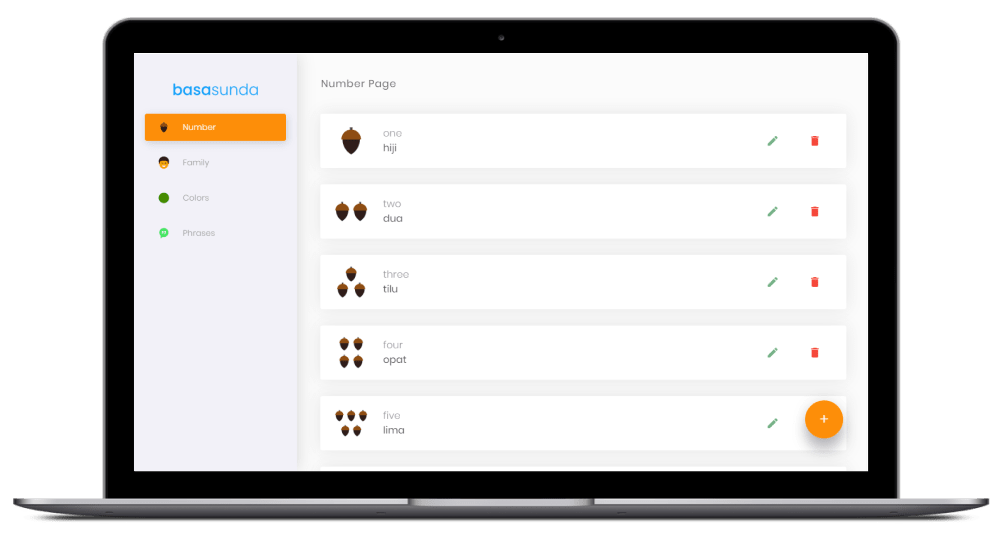 basasunda
Number
Family
Colors
Phrases
Number Page
one
hiji
two
dua
three
tilu
four
opat
five
lima
+